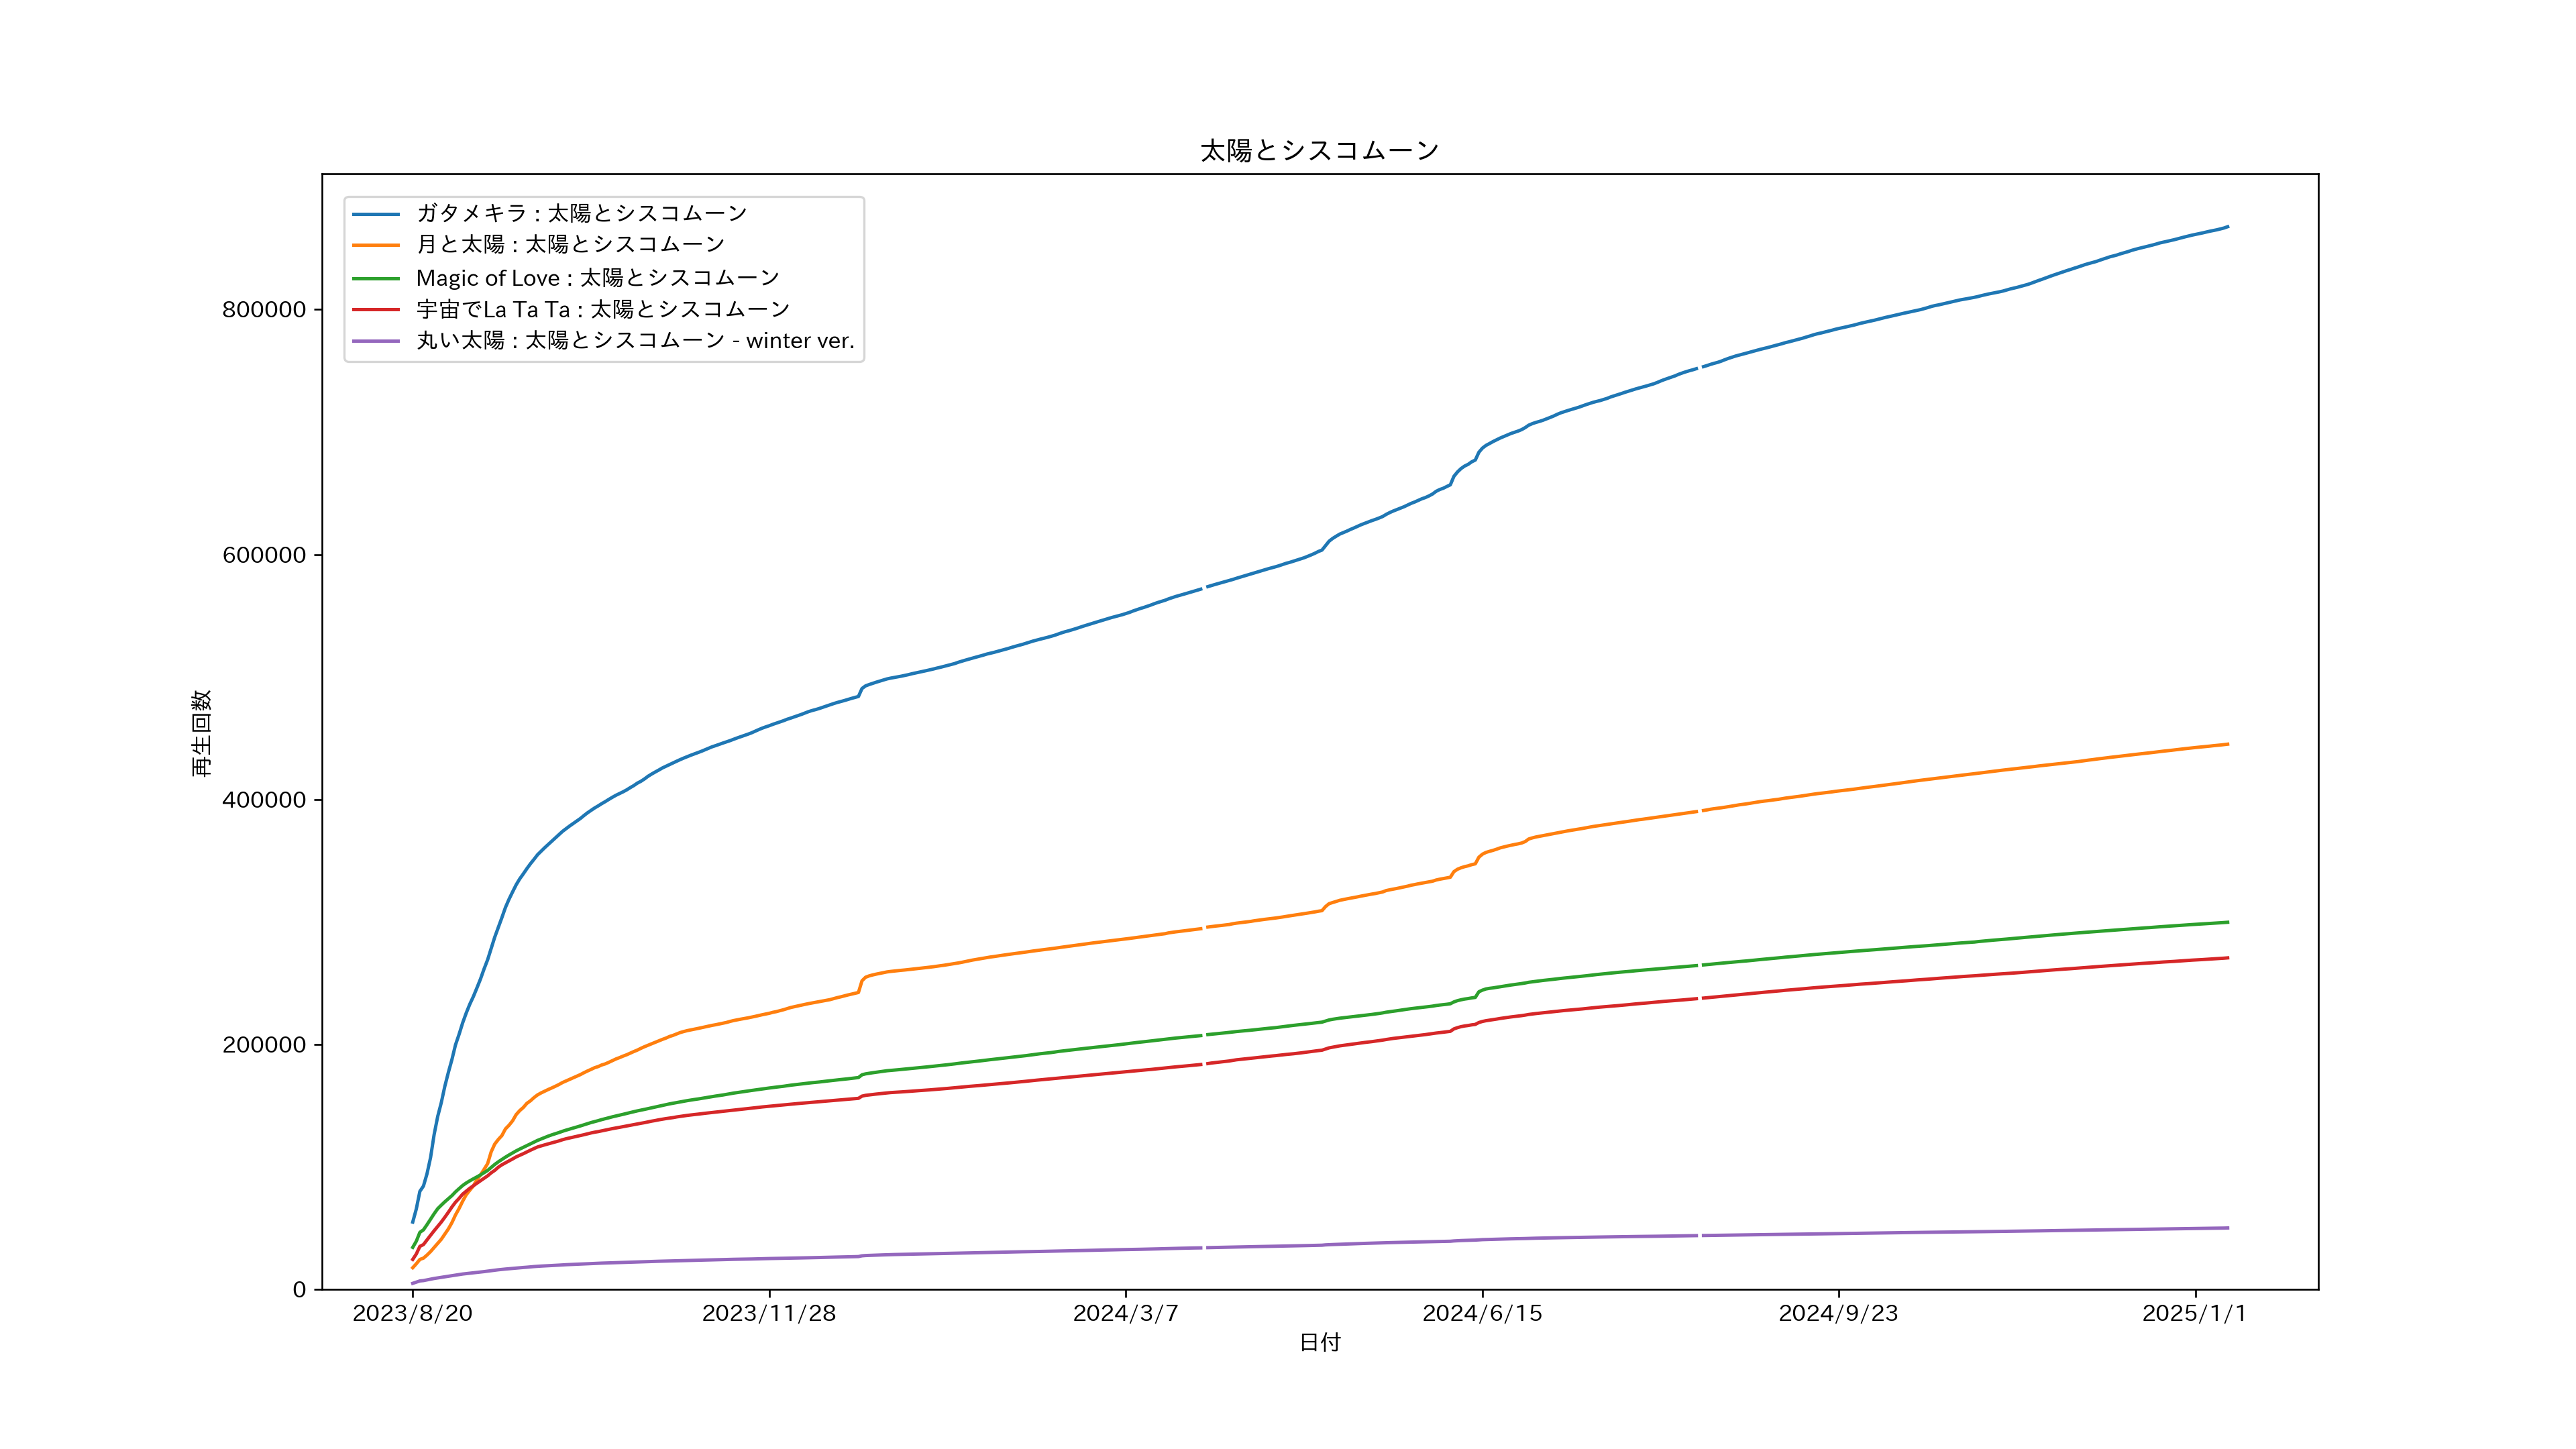 太陽とシスコムーン
ガタメキラ : 太陽とシスコムーン
月と太陽 : 太陽とシスコムーン
Magic of Love : 太陽とシスコムーン
宇宙でLa Ta Ta : 太陽とシスコムーン
丸い太陽 : 太陽とシスコムーン - winter ver.
800000
600000
400000
200000
0
再生回数
2023/8/20
2023/11/28
2024/3/7
2024/6/15
2024/9/23
2025/1/1
日付